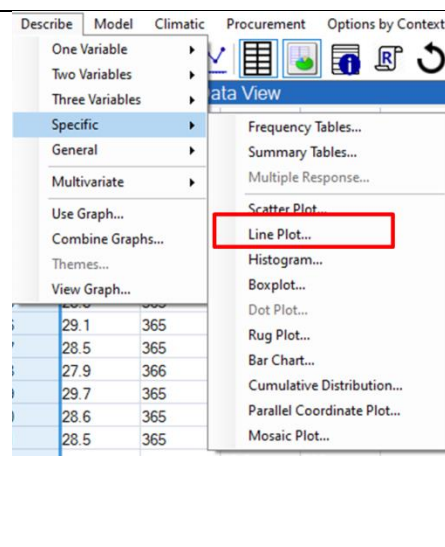 Describe Model Climatic Procurement Options by Context
One Variable
Two Variables
Three Variables
Specific
General
Multivariate
Use Graph...
Combine Graphs...
Themes...
View Graph...
ata View
Frequency Tables...
Summary Tables...
Multiple Response...
Scatter Plot...
Line Plot...
Histogram...
Boxplot...
Dot Plot...
Rug Plot...
Bar Chart...
Cumulative Distribution...
Parallel Coordinate Plot...
Mosaic Plot...
29.1 365
28.5 365
27.9 366
29.7 365
28.6 365
28.5 365